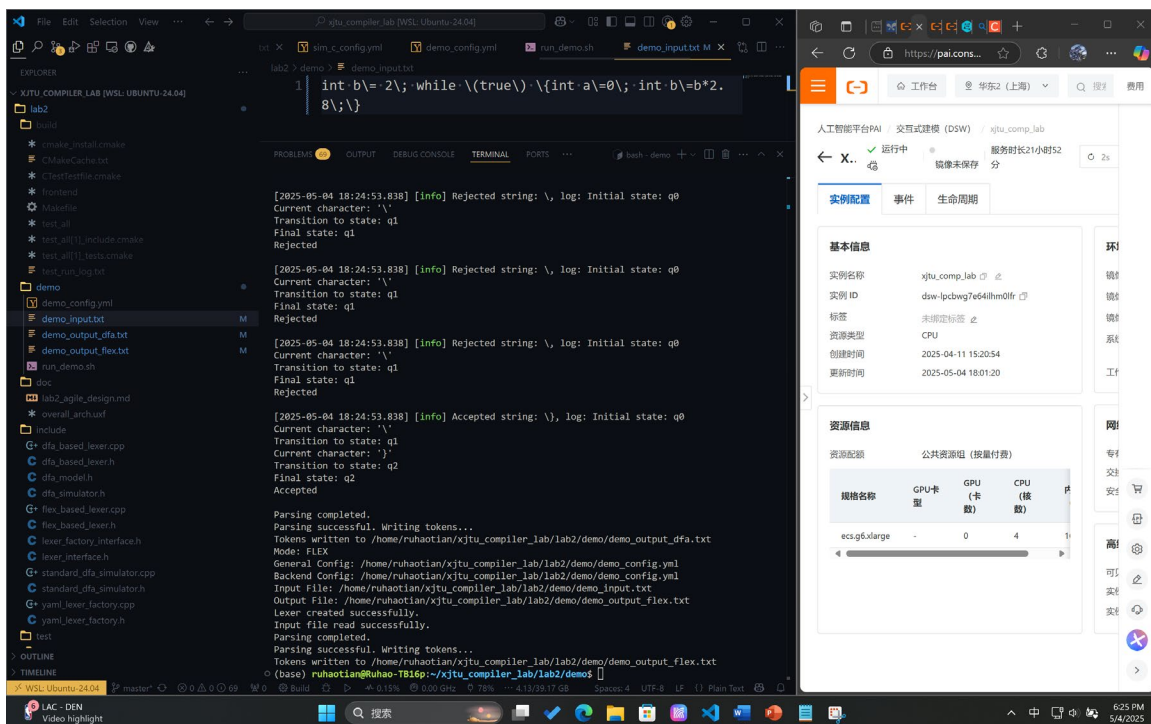 File Edit Selection View ··· ← →
xjtu_compiler_lab [WSL: Ubuntu-24.04]
EXPLORER
XJTU_COMPILER_LAB [WSL: UBUNTU-24.04]
lab2
build
cmake_install.cmake
CMakeCache.txt
CTestTestfile.cmake
frontend
Makefile
test_all
test_all[1]_include.cmake
test_all[1]_tests.cmake
test_run_log.txt
demo
demo_config.yml
demo_input.txt M
demo_output_dfa.txt M
demo_output_flex.txt M
run_demo.sh
doc
lab2_agile_design.md
overall_arch.uxf
include
dfa_based_lexer.cpp
dfa_based_lexer.h
dfa_model.h
dfa_simulator.h
flex_based_lexer.cpp
flex_based_lexer.h
lexer_factory_interface.h
lexer_interface.h
standard_dfa_simulator.cpp
standard_dfa_simulator.h
yaml_lexer_factory.cpp
yaml_lexer_factory.h
test
OUTLINE
TIMELINE
txt sim_c_config.yml demo_config.yml run_demo.sh demo_input.txt M
lab2 > demo > demo_input.txt
1 int b\= 2\; while \(true\) \{int a\=0\; int b\=b*2.
8\;\}
PROBLEMS 69 OUTPUT DEBUG CONSOLE TERMINAL PORTS ··· bash - demo
[2025-05-04 18:24:53.838] [info] Rejected string: \, log: Initial state: q0
Current character: '\'
Transition to state: q1
Final state: q1
Rejected
[2025-05-04 18:24:53.838] [info] Rejected string: \, log: Initial state: q0
Current character: '\'
Transition to state: q1
Final state: q1
Rejected
[2025-05-04 18:24:53.838] [info] Rejected string: \, log: Initial state: q0
Current character: '\'
Transition to state: q1
Final state: q1
Rejected
[2025-05-04 18:24:53.838] [info] Accepted string: \}, log: Initial state: q0
Current character: '\'
Transition to state: q1
Current character: '}'
Transition to state: q2
Final state: q2
Accepted
Parsing completed.
Parsing successful. Writing tokens...
Tokens written to /home/ruhaotian/xjtu_compiler_lab/lab2/demo/demo_output_dfa.txt
Mode: FLEX
General Config: /home/ruhaotian/xjtu_compiler_lab/lab2/demo/demo_config.yml
Backend Config: /home/ruhaotian/xjtu_compiler_lab/lab2/demo/demo_config.yml
Input File: /home/ruhaotian/xjtu_compiler_lab/lab2/demo/demo_input.txt
Output File: /home/ruhaotian/xjtu_compiler_lab/lab2/demo/demo_output_flex.txt
Lexer created successfully.
Input file read successfully.
Parsing completed.
Parsing successful. Writing tokens...
Tokens written to /home/ruhaotian/xjtu_compiler_lab/lab2/demo/demo_output_flex.txt
(base) ruhaotian@Ruhao-TB16p:~/xjtu_compiler_lab/lab2/demo$
WSL: Ubuntu-24.04 master* 0 0 69 0 Build 0.15% 0.00 GHz 78% 4.13/39.17 GB Spaces: 4 UTF-8 LF Plain Text
https://pai.cons...
工作台 华东2（上海） 费用
人工智能平台PAI / 交互式建模（DSW） / xjtu_comp_lab
← X.. 运行中 镜像未保存 服务时长21小时52分 2s
实例配置 事件 生命周期
基本信息
实例名称 xjtu_comp_lab
实例 ID dsw-lpcbwg7e64ilhm0lfr
标签 未绑定标签
资源类型 CPU
创建时间 2025-04-11 15:20:54
更新时间 2025-05-04 18:01:20
资源信息
资源配额 公共资源组（按量付费）
规格名称 GPU卡型 GPU（卡数） CPU（核数）
ecs.g6.xlarge - 0 4
6 LAC - DEN
Video highlight
搜索
中
6:25 PM
5/4/2025